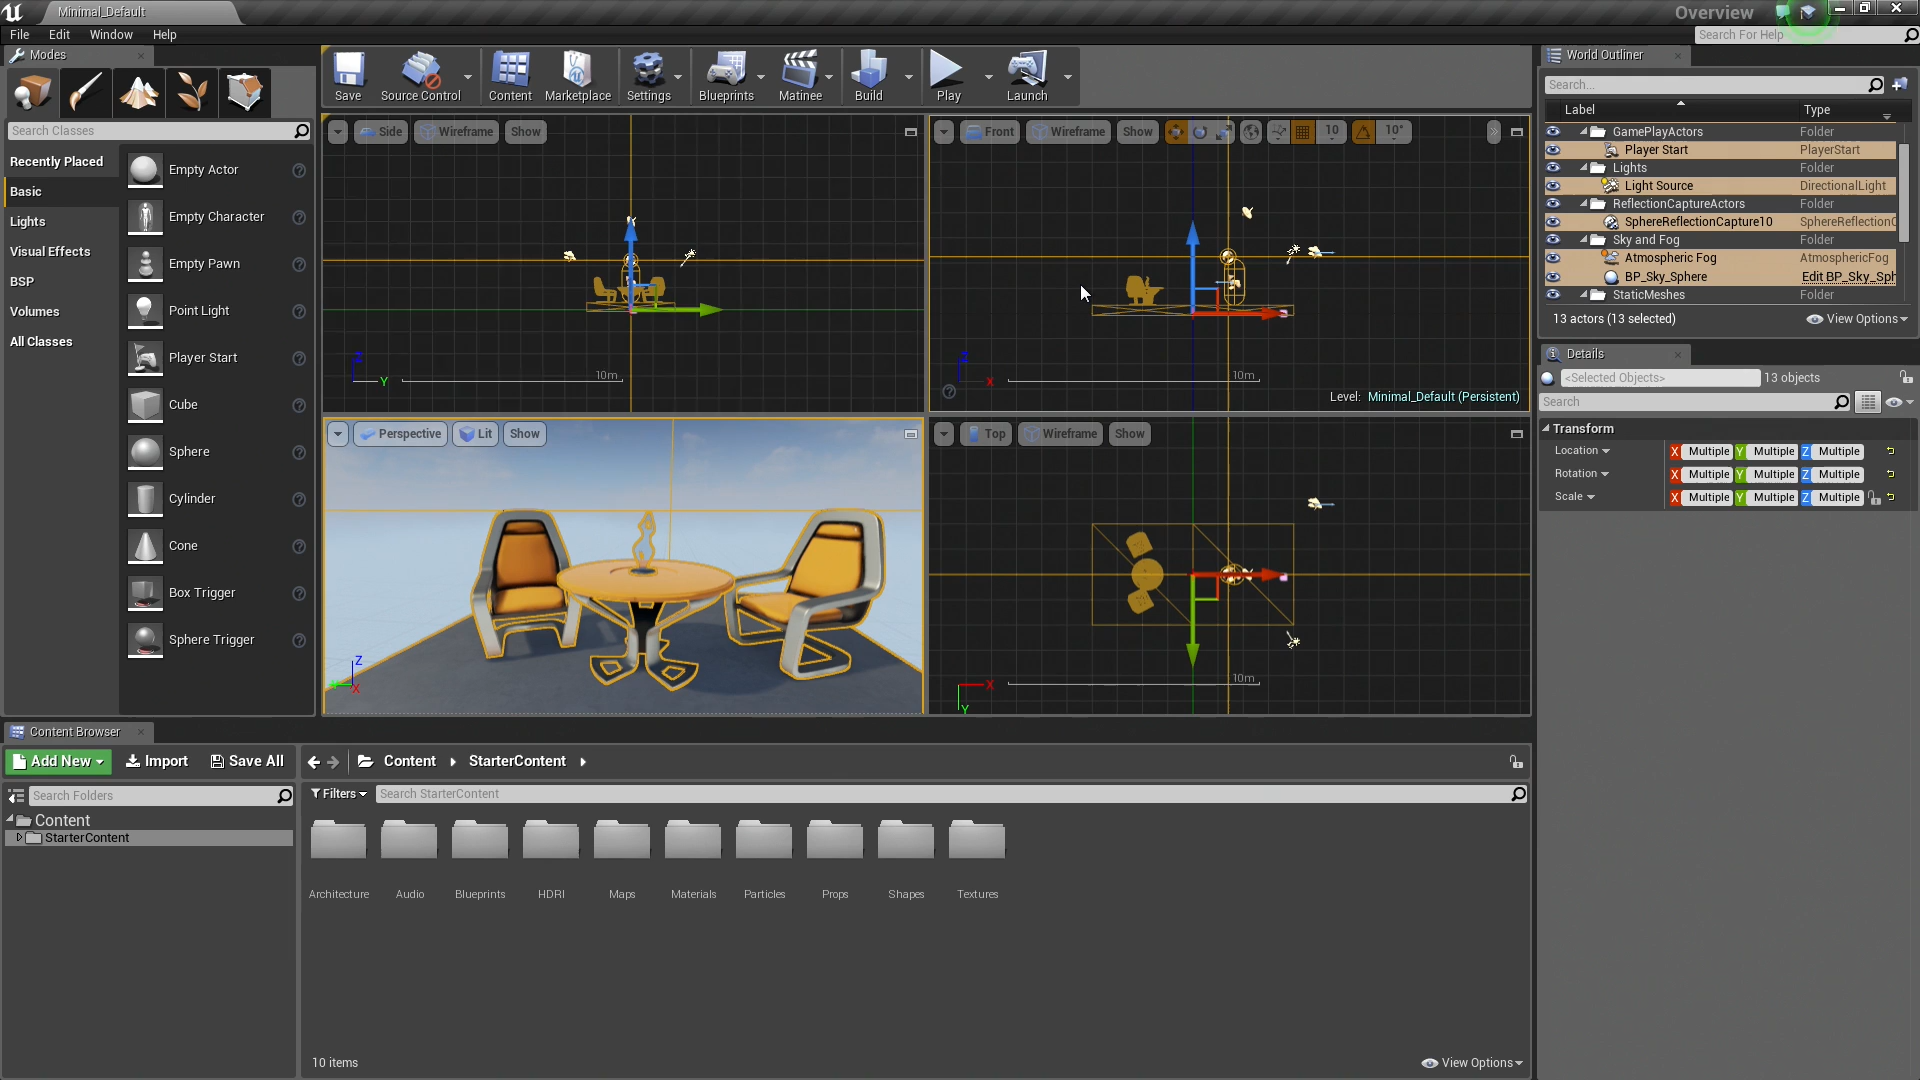 Minimal_Default
Overview
File Edit Window Help
Search For Help
Modes
Save
Source Control
Content
Marketplace
Settings
Blueprints
Matinee
Build
Play
Launch
World Outliner
Search...
Label Type
GamePlayActors Folder
Player Start PlayerStart
Lights Folder
Light Source DirectionalLight
ReflectionCaptureActors Folder
SphereReflectionCapture10 SphereReflectionC
Sky and Fog Folder
Atmospheric Fog AtmosphericFog
BP_Sky_Sphere Edit BP_Sky_Sph
StaticMeshes Folder
13 actors (13 selected) View Options
Search Classes
Recently Placed
Basic
Lights
Visual Effects
BSP
Volumes
All Classes
Empty Actor
Empty Character
Empty Pawn
Point Light
Player Start
Cube
Sphere
Cylinder
Cone
Box Trigger
Sphere Trigger
Side Wireframe Show
Z
Y
10m
Front Wireframe Show 10 10°
Z
X
10m
Level: Minimal_Default (Persistent)
Perspective Lit Show
Z
X
Top Wireframe Show
10m
X
Y
Details
<Selected Objects> 13 objects
Search
Transform
Location X Multiple Y Multiple Z Multiple
Rotation X Multiple Y Multiple Z Multiple
Scale X Multiple Y Multiple Z Multiple
Content Browser
Add New Import Save All
Content StarterContent
Search Folders
Content
StarterContent
Filters Search StarterContent
Architecture Audio Blueprints HDRI Maps Materials Particles Props Shapes Textures
10 items View Options